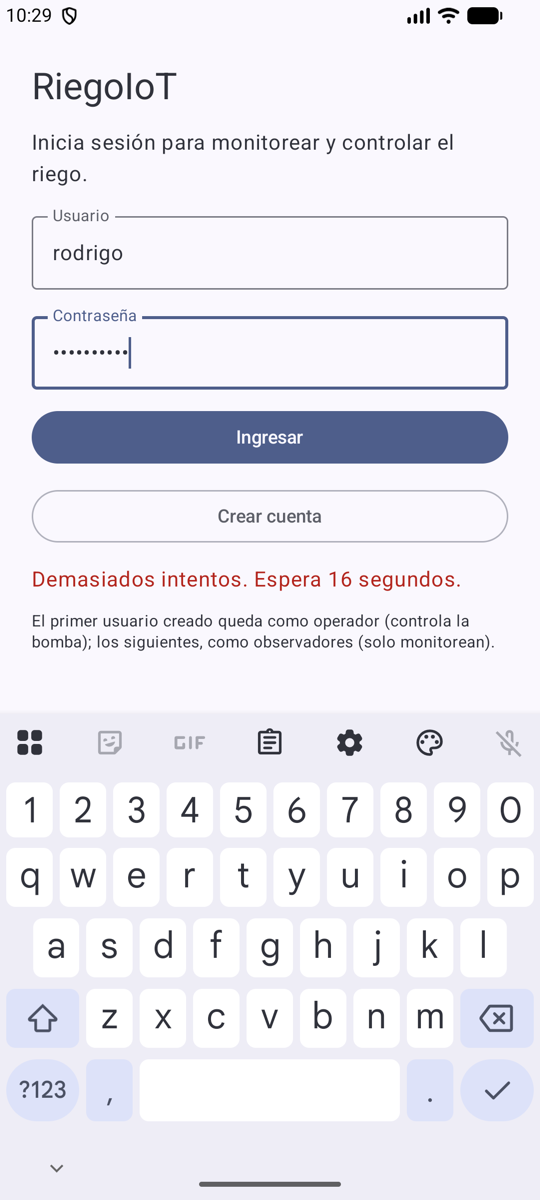 10:29
RiegoIoT
Inicia sesión para monitorear y controlar el
riego.
Usuario
rodrigo
Contraseña
••••••••••
Ingresar
Crear cuenta
Demasiados intentos. Espera 16 segundos.
El primer usuario creado queda como operador (controla la
bomba); los siguientes, como observadores (solo monitorean).
GIF
1 2 3 4 5 6 7 8 9 0
q w e r t y u i o p
a s d f g h j k l
z x c v b n m
?123 , .